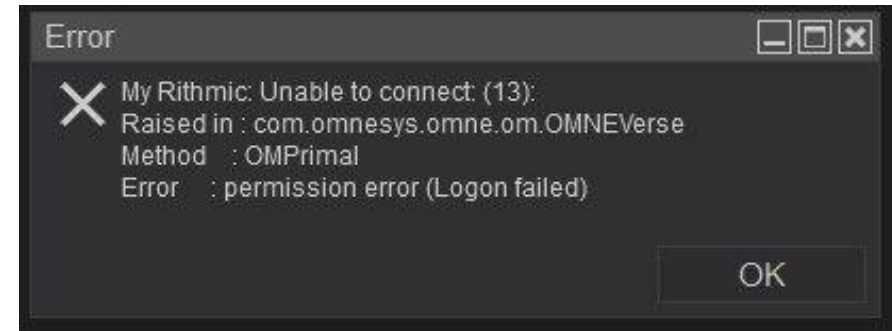 Error
My Rithmic: Unable to connect: (13):
Raised in : com.omnesys.omne.om.OMNEVerse
Method : OMPrimal
Error : permission error (Logon failed)
OK